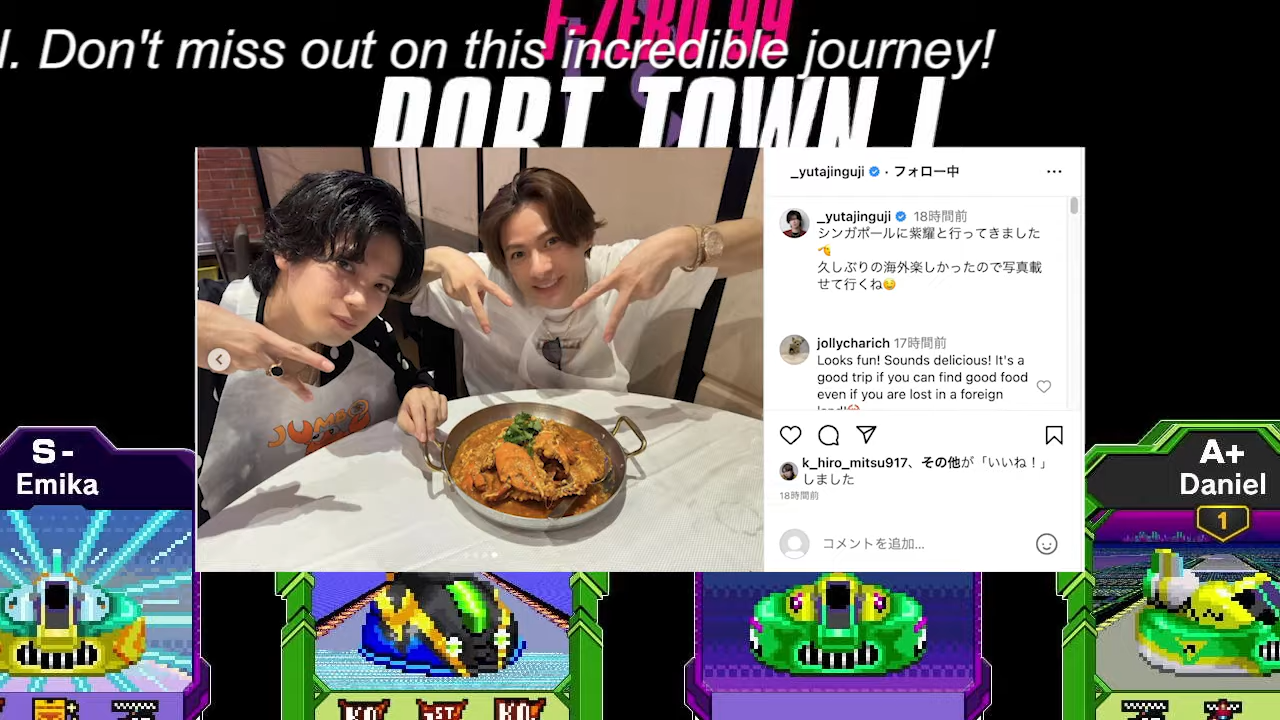 F-ZERO 99
. Don't miss out on this incredible journey!
PORT TOWN I
_yutajinguji · フォロー中
_yutajinguji 18時間前
シンガポールに紫耀と行ってきました
🫡
久しぶりの海外楽しかったので写真載
せて行くね😆
jollycharich 17時間前
Looks fun! Sounds delicious! It's a
good trip if you can find good food
even if you are lost in a foreign
land!
k_hiro_mitsu917、その他が「いいね！」
しました
18時間前
コメントを追加...
JUMBO
S-
Emika
A+
Daniel
1
KO
1ST
KO